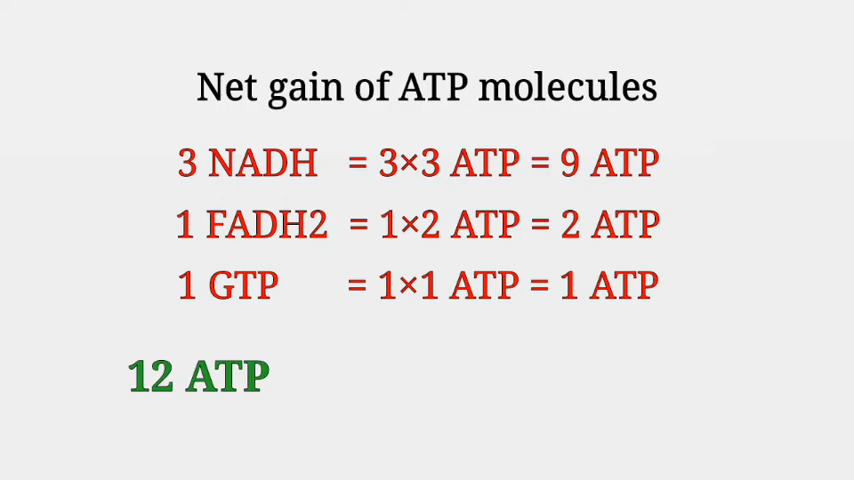 Net gain of ATP molecules
3 NADH = 3×3 ATP = 9 ATP
1 FADH2 = 1×2 ATP = 2 ATP
1 GTP = 1×1 ATP = 1 ATP
12 ATP